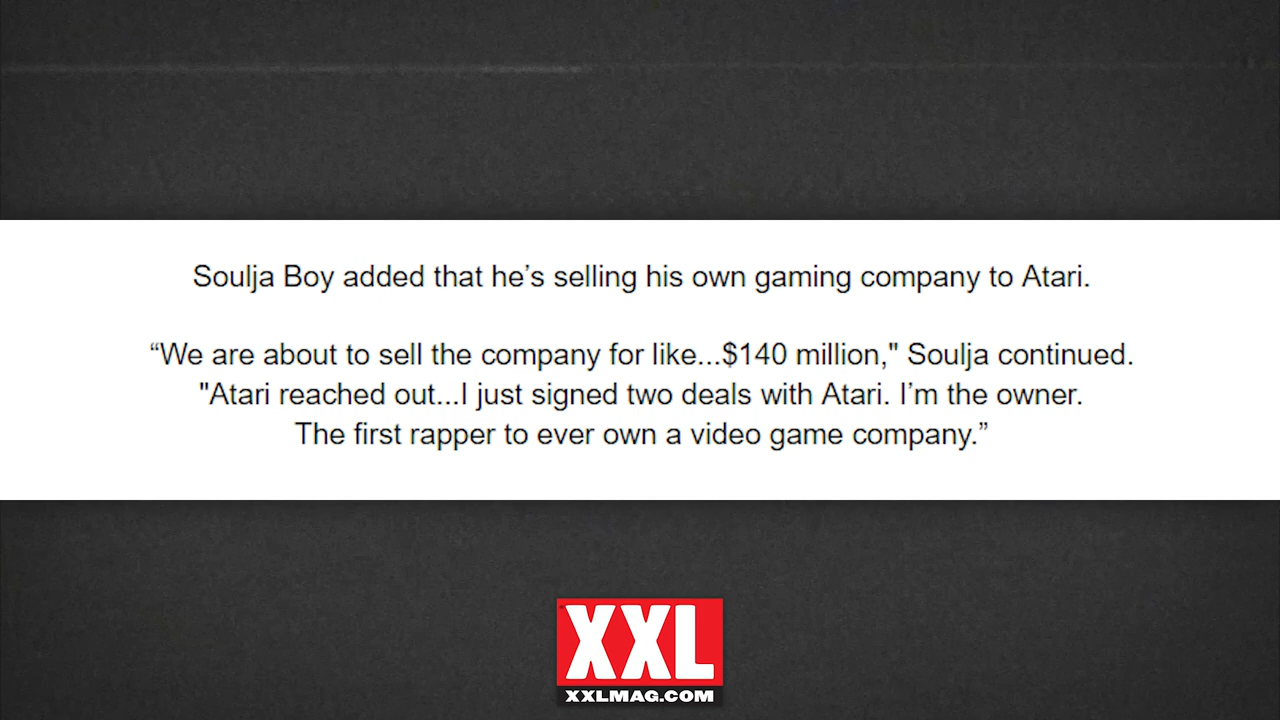 Soulja Boy added that he’s selling his own gaming company to Atari.
“We are about to sell the company for like...$140 million," Soulja continued.
"Atari reached out...I just signed two deals with Atari. I’m the owner.
The first rapper to ever own a video game company.”
XXL
XXLMAG.COM